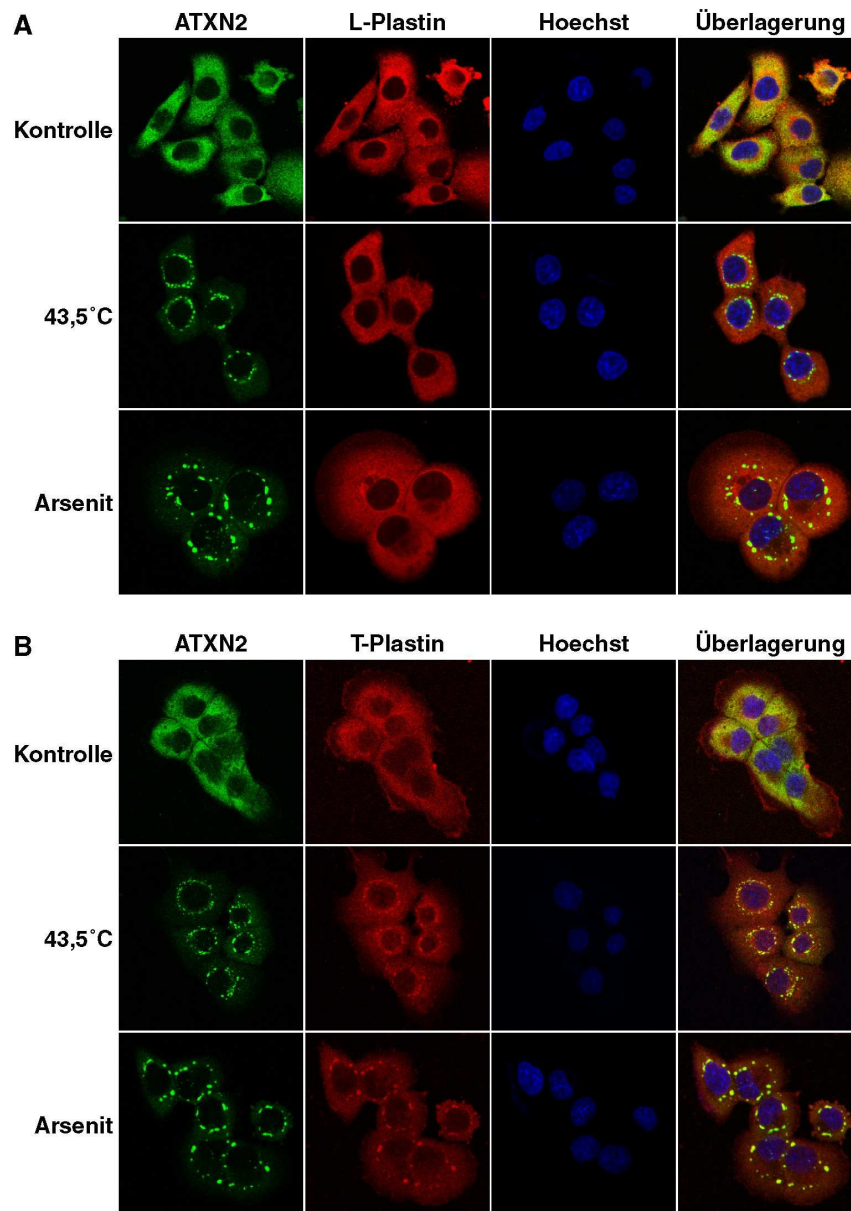 A ATXN2 L-Plastin Hoechst Überlagerung
Kontrolle
43,5°C
Arsenit
B ATXN2 T-Plastin Hoechst Überlagerung
Kontrolle
43,5°C
Arsenit